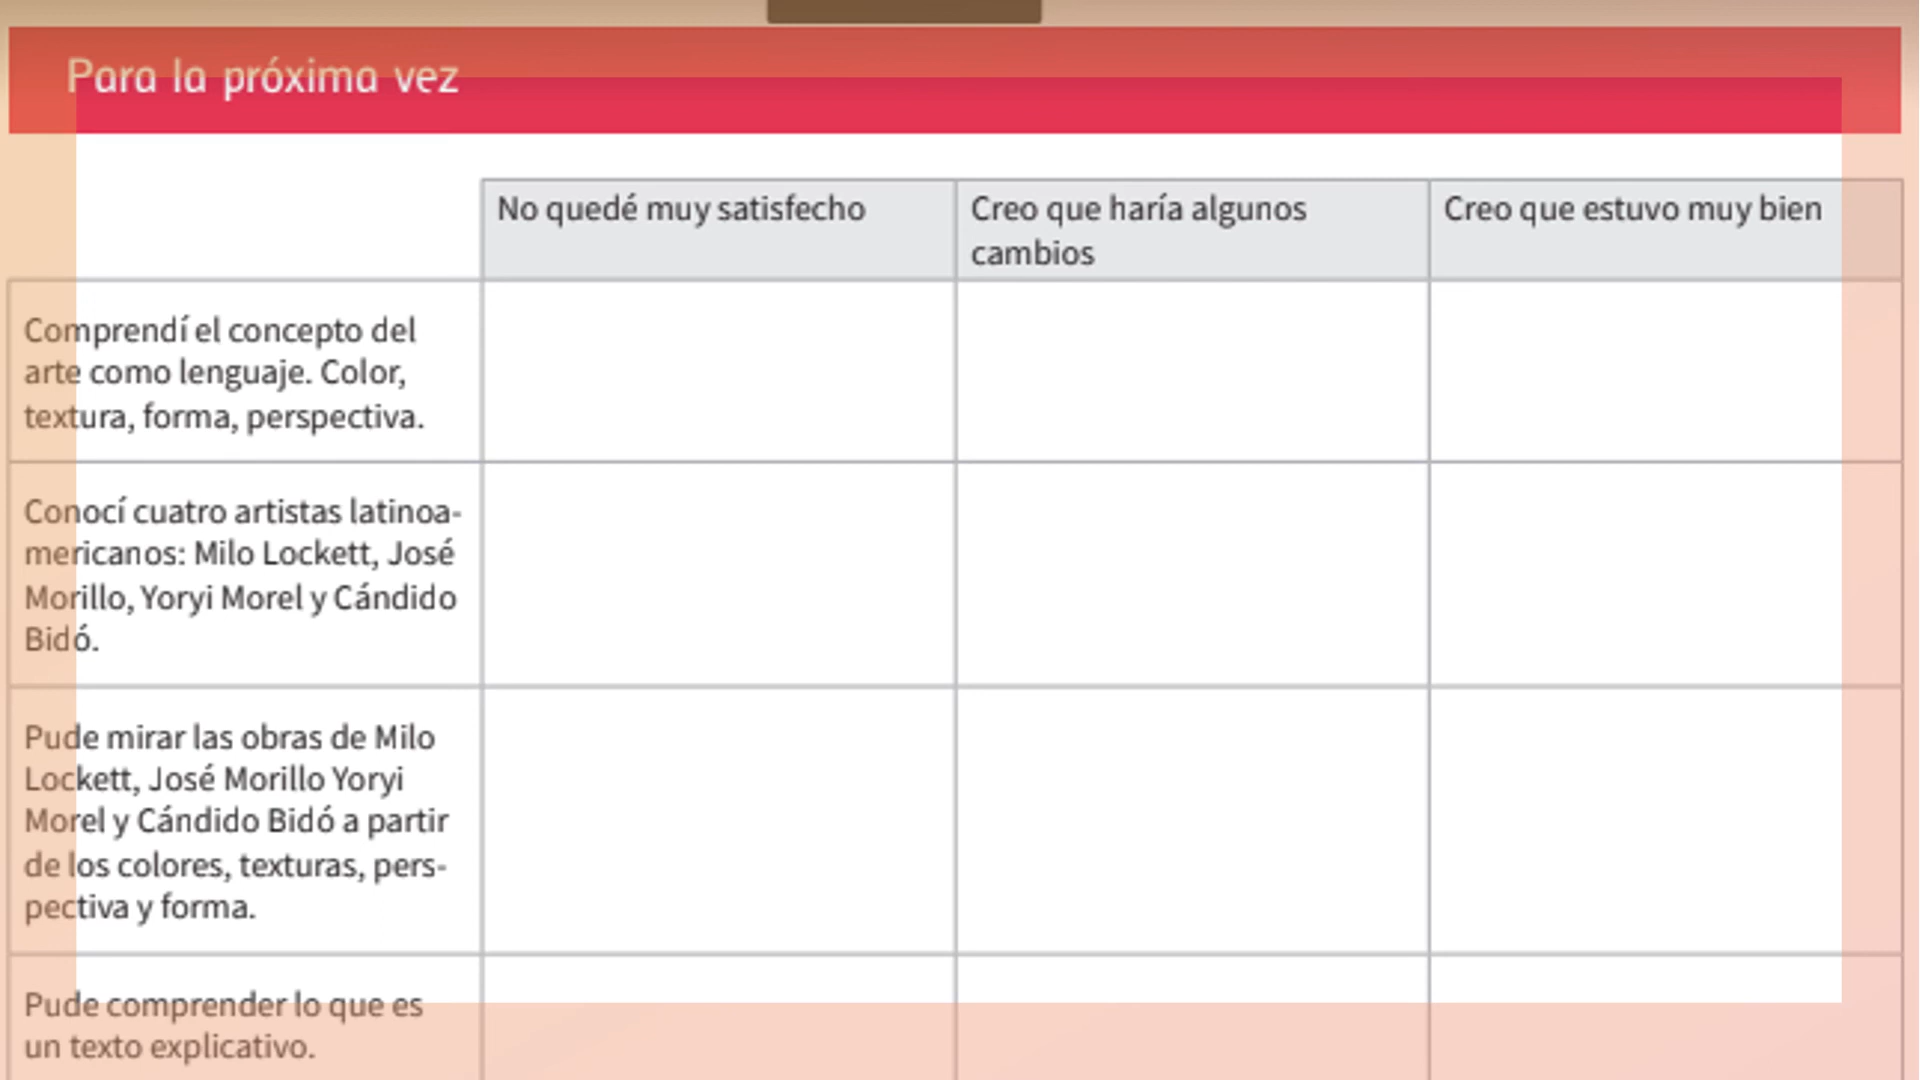 Para la próxima vez
No quedé muy satisfecho
Creo que haría algunos
cambios
Creo que estuvo muy bien
Comprendí el concepto del
arte como lenguaje. Color,
textura, forma, perspectiva.
Conocí cuatro artistas latinoa-
mericanos: Milo Lockett, José
Morillo, Yoryi Morel y Cándido
Bidó.
Pude mirar las obras de Milo
Lockett, José Morillo Yoryi
Morel y Cándido Bidó a partir
de los colores, texturas, pers-
pectiva y forma.
Pude comprender lo que es
un texto explicativo.